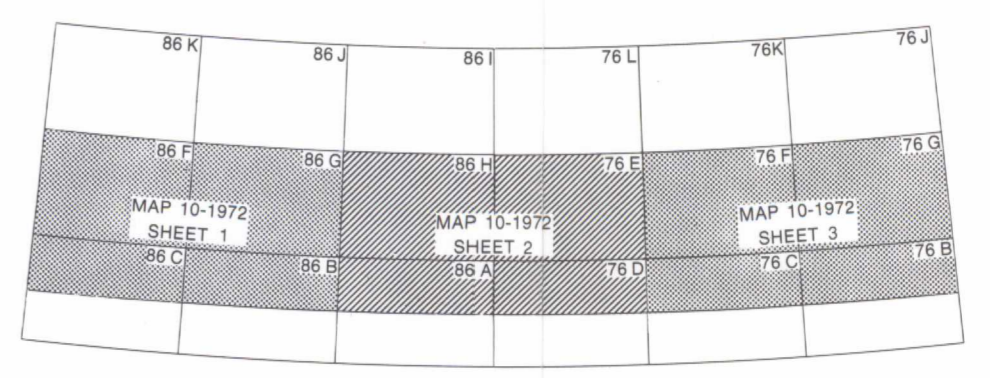 86 K
86 J
86 I
76 L
76K
76 J
86 F
86 G
86 H
76 E
76 F
76 G
MAP 10-1972
SHEET 1
MAP 10-1972
SHEET 2
MAP 10-1972
SHEET 3
86 C
86 B
86 A
76 D
76 C
76 B